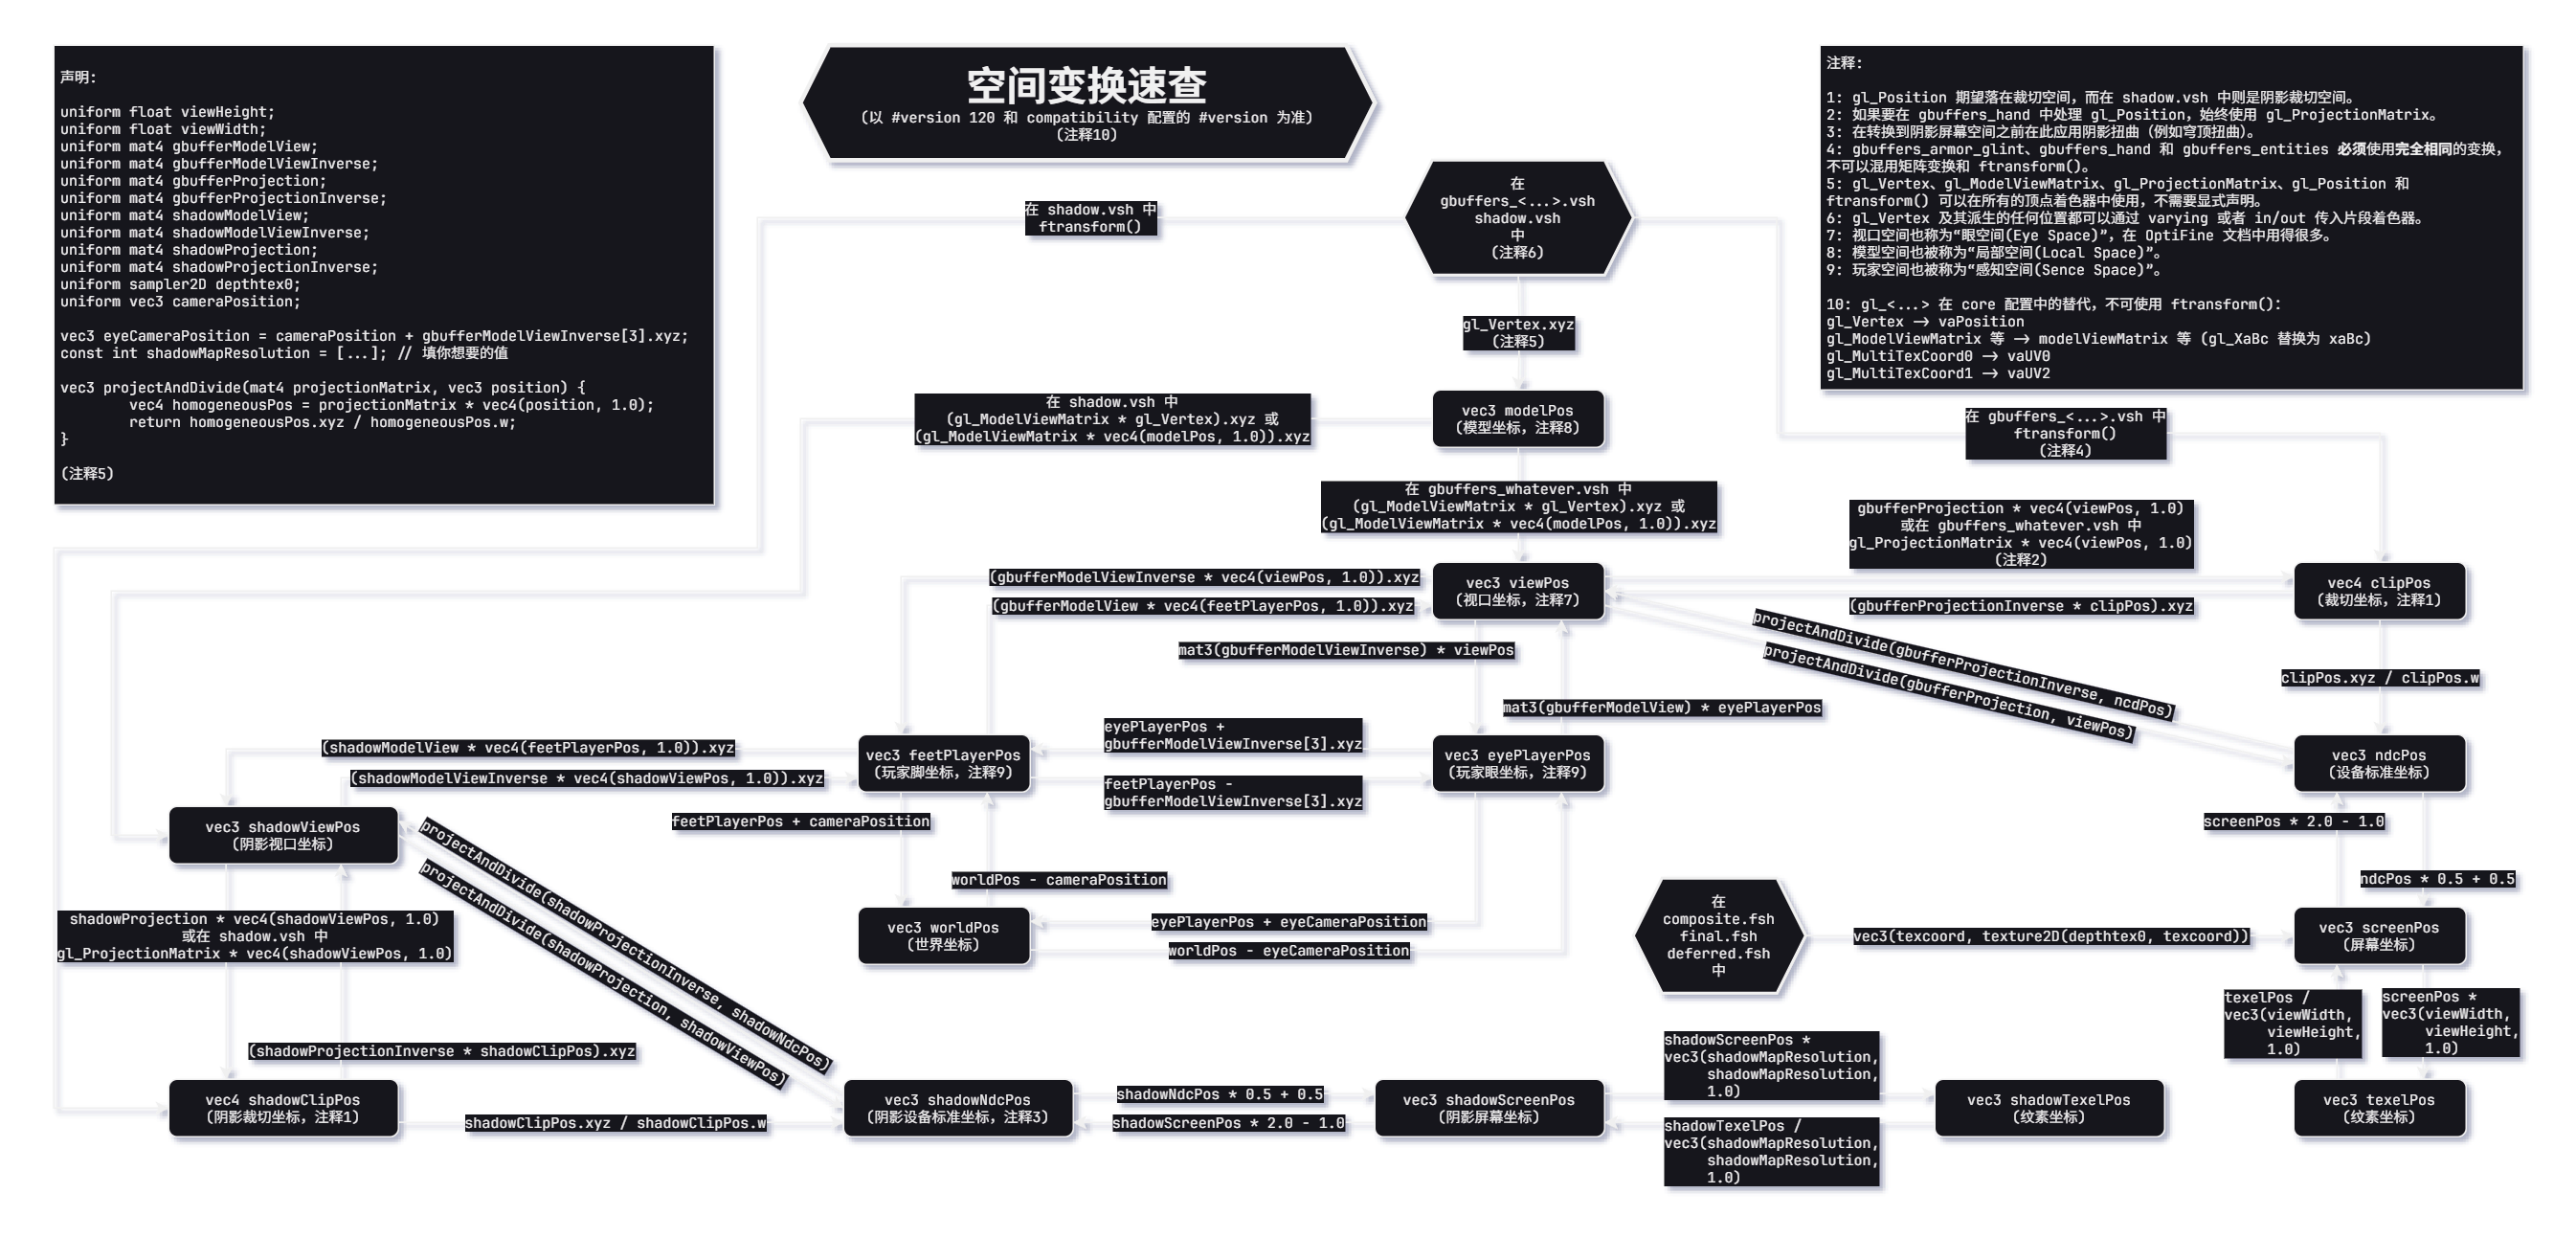 声明:
uniform float viewHeight;
uniform float viewWidth;
uniform mat4 gbufferModelView;
uniform mat4 gbufferModelViewInverse;
uniform mat4 gbufferProjection;
uniform mat4 gbufferProjectionInverse;
uniform mat4 shadowModelView;
uniform mat4 shadowModelViewInverse;
uniform mat4 shadowProjection;
uniform mat4 shadowProjectionInverse;
uniform sampler2D depthtex0;
uniform vec3 cameraPosition;
vec3 eyeCameraPosition = cameraPosition + gbufferModelViewInverse[3].xyz;
const int shadowMapResolution = [...]; // 填你想要的值
vec3 projectAndDivide(mat4 projectionMatrix, vec3 position) {
        vec4 homogeneousPos = projectionMatrix * vec4(position, 1.0);
        return homogeneousPos.xyz / homogeneousPos.w;
}
(注释5)
空间变换速查
(以 #version 120 和 compatibility 配置的 #version 为准)
(注释10)
注释:
1: gl_Position 期望落在裁切空间，而在 shadow.vsh 中则是阴影裁切空间。
2: 如果要在 gbuffers_hand 中处理 gl_Position，始终使用 gl_ProjectionMatrix。
3: 在转换到阴影屏幕空间之前在此应用阴影扭曲（例如穹顶扭曲）。
4: gbuffers_armor_glint、gbuffers_hand 和 gbuffers_entities 必须使用完全相同的变换，
不可以混用矩阵变换和 ftransform()。
5: gl_Vertex、gl_ModelViewMatrix、gl_ProjectionMatrix、gl_Position 和
ftransform() 可以在所有的顶点着色器中使用，不需要显式声明。
6: gl_Vertex 及其派生的任何位置都可以通过 varying 或者 in/out 传入片段着色器。
7: 视口空间也称为“眼空间(Eye Space)”，在 OptiFine 文档中用得很多。
8: 模型空间也被称为“局部空间(Local Space)”。
9: 玩家空间也被称为“感知空间(Sence Space)”。
10: gl_<...> 在 core 配置中的替代，不可使用 ftransform():
gl_Vertex -> vaPosition
gl_ModelViewMatrix 等 -> modelViewMatrix 等 (gl_XaBc 替换为 xaBc)
gl_MultiTexCoord0 -> vaUV0
gl_MultiTexCoord1 -> vaUV2
在
gbuffers_<...>.vsh
shadow.vsh
中
(注释6)
在 shadow.vsh 中
ftransform()
gl_Vertex.xyz
(注释5)
在 shadow.vsh 中
(gl_ModelViewMatrix * gl_Vertex).xyz 或
(gl_ModelViewMatrix * vec4(modelPos, 1.0)).xyz
vec3 modelPos
(模型坐标，注释8)
在 gbuffers_<...>.vsh 中
ftransform()
(注释4)
在 gbuffers_whatever.vsh 中
(gl_ModelViewMatrix * gl_Vertex).xyz 或
(gl_ModelViewMatrix * vec4(modelPos, 1.0)).xyz
gbufferProjection * vec4(viewPos, 1.0)
或在 gbuffers_whatever.vsh 中
gl_ProjectionMatrix * vec4(viewPos, 1.0)
(注释2)
(gbufferModelViewInverse * vec4(viewPos, 1.0)).xyz
(gbufferModelView * vec4(feetPlayerPos, 1.0)).xyz
vec3 viewPos
(视口坐标，注释7)
(gbufferProjectionInverse * clipPos).xyz
vec4 clipPos
(裁切坐标，注释1)
mat3(gbufferModelViewInverse) * viewPos
projectAndDivide(gbufferProjectionInverse, ncdPos)
projectAndDivide(gbufferProjection, viewPos)
clipPos.xyz / clipPos.w
mat3(gbufferModelView) * eyePlayerPos
(shadowModelView * vec4(feetPlayerPos, 1.0)).xyz
(shadowModelViewInverse * vec4(shadowViewPos, 1.0)).xyz
vec3 feetPlayerPos
(玩家脚坐标，注释9)
eyePlayerPos +
gbufferModelViewInverse[3].xyz
feetPlayerPos -
gbufferModelViewInverse[3].xyz
vec3 eyePlayerPos
(玩家眼坐标，注释9)
vec3 ndcPos
(设备标准坐标)
vec3 shadowViewPos
(阴影视口坐标)
feetPlayerPos + cameraPosition
screenPos * 2.0 - 1.0
projectAndDivide(shadowProjectionInverse, shadowNdcPos)
projectAndDivide(shadowProjection, shadowViewPos)
worldPos - cameraPosition
ndcPos * 0.5 + 0.5
shadowProjection * vec4(shadowViewPos, 1.0)
或在 shadow.vsh 中
gl_ProjectionMatrix * vec4(shadowViewPos, 1.0)
vec3 worldPos
(世界坐标)
eyePlayerPos + eyeCameraPosition
worldPos - eyeCameraPosition
在
composite.fsh
final.fsh
deferred.fsh
中
vec3(texcoord, texture2D(depthtex0, texcoord))
vec3 screenPos
(屏幕坐标)
texelPos /
vec3(viewWidth,
     viewHeight,
     1.0)
screenPos *
vec3(viewWidth,
     viewHeight,
     1.0)
(shadowProjectionInverse * shadowClipPos).xyz
vec4 shadowClipPos
(阴影裁切坐标，注释1)
shadowClipPos.xyz / shadowClipPos.w
vec3 shadowNdcPos
(阴影设备标准坐标，注释3)
shadowNdcPos * 0.5 + 0.5
shadowScreenPos * 2.0 - 1.0
vec3 shadowScreenPos
(阴影屏幕坐标)
shadowScreenPos *
vec3(shadowMapResolution,
     shadowMapResolution,
     1.0)
shadowTexelPos /
vec3(shadowMapResolution,
     shadowMapResolution,
     1.0)
vec3 shadowTexelPos
(纹素坐标)
vec3 texelPos
(纹素坐标)